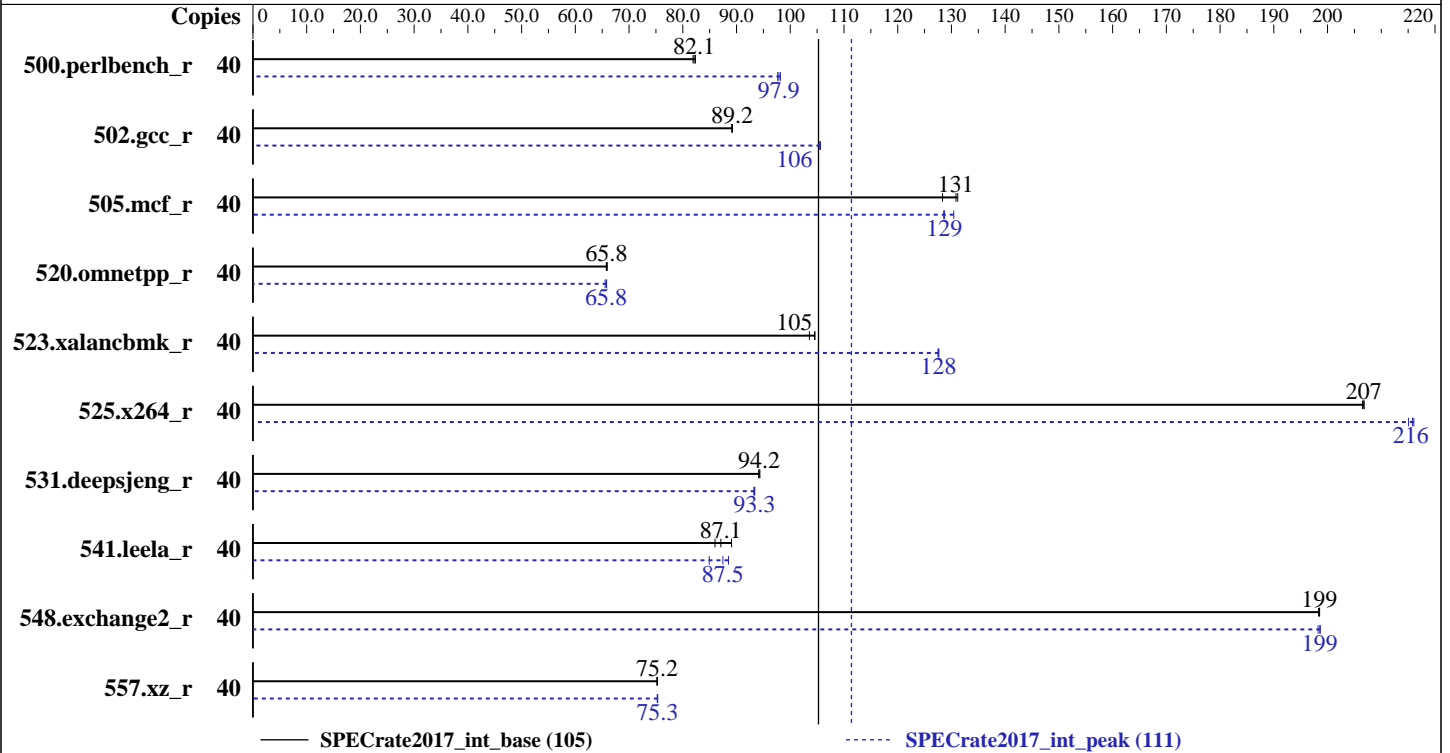 Copies 0 10.0 20.0 30.0 40.0 50.0 60.0 70.0 80.0 90.0 100 110 120 130 140 150 160 170 180 190 200 220
500.perlbench_r 40 82.1
97.9
502.gcc_r 40 89.2
106
505.mcf_r 40 131
129
520.omnetpp_r 40 65.8
65.8
523.xalancbmk_r 40 105
128
525.x264_r 40 207
216
531.deepsjeng_r 40 94.2
93.3
541.leela_r 40 87.1
87.5
548.exchange2_r 40 199
199
557.xz_r 40 75.2
75.3
SPECrate2017_int_base (105) SPECrate2017_int_peak (111)